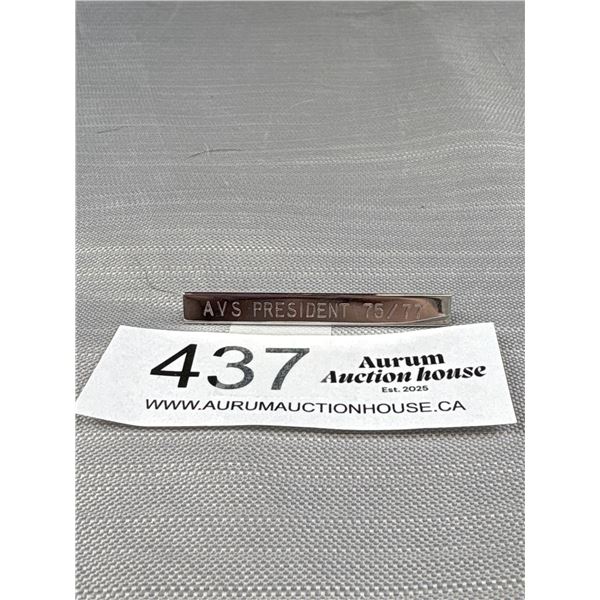 AVS PRESIDENT 75/77
437
Aurum
Auction house
Est. 2025
WWW.AURUMAUCTIONHOUSE.CA